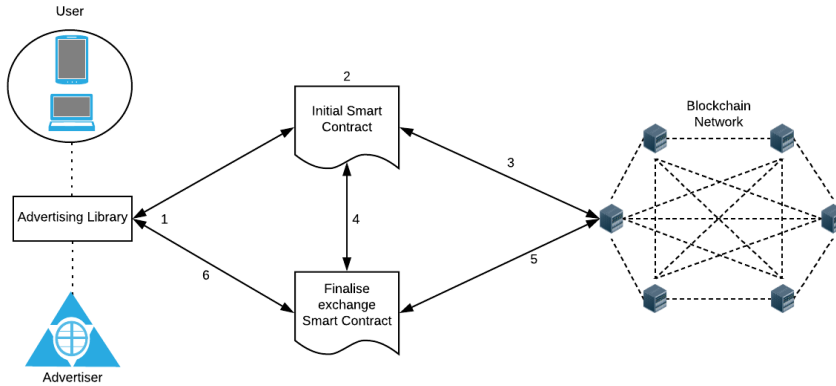 User
2
Initial Smart
Contract
Blockchain
Network
3
Advertising Library
1
4
6
5
Finalise
exchange
Smart Contract
Advertiser